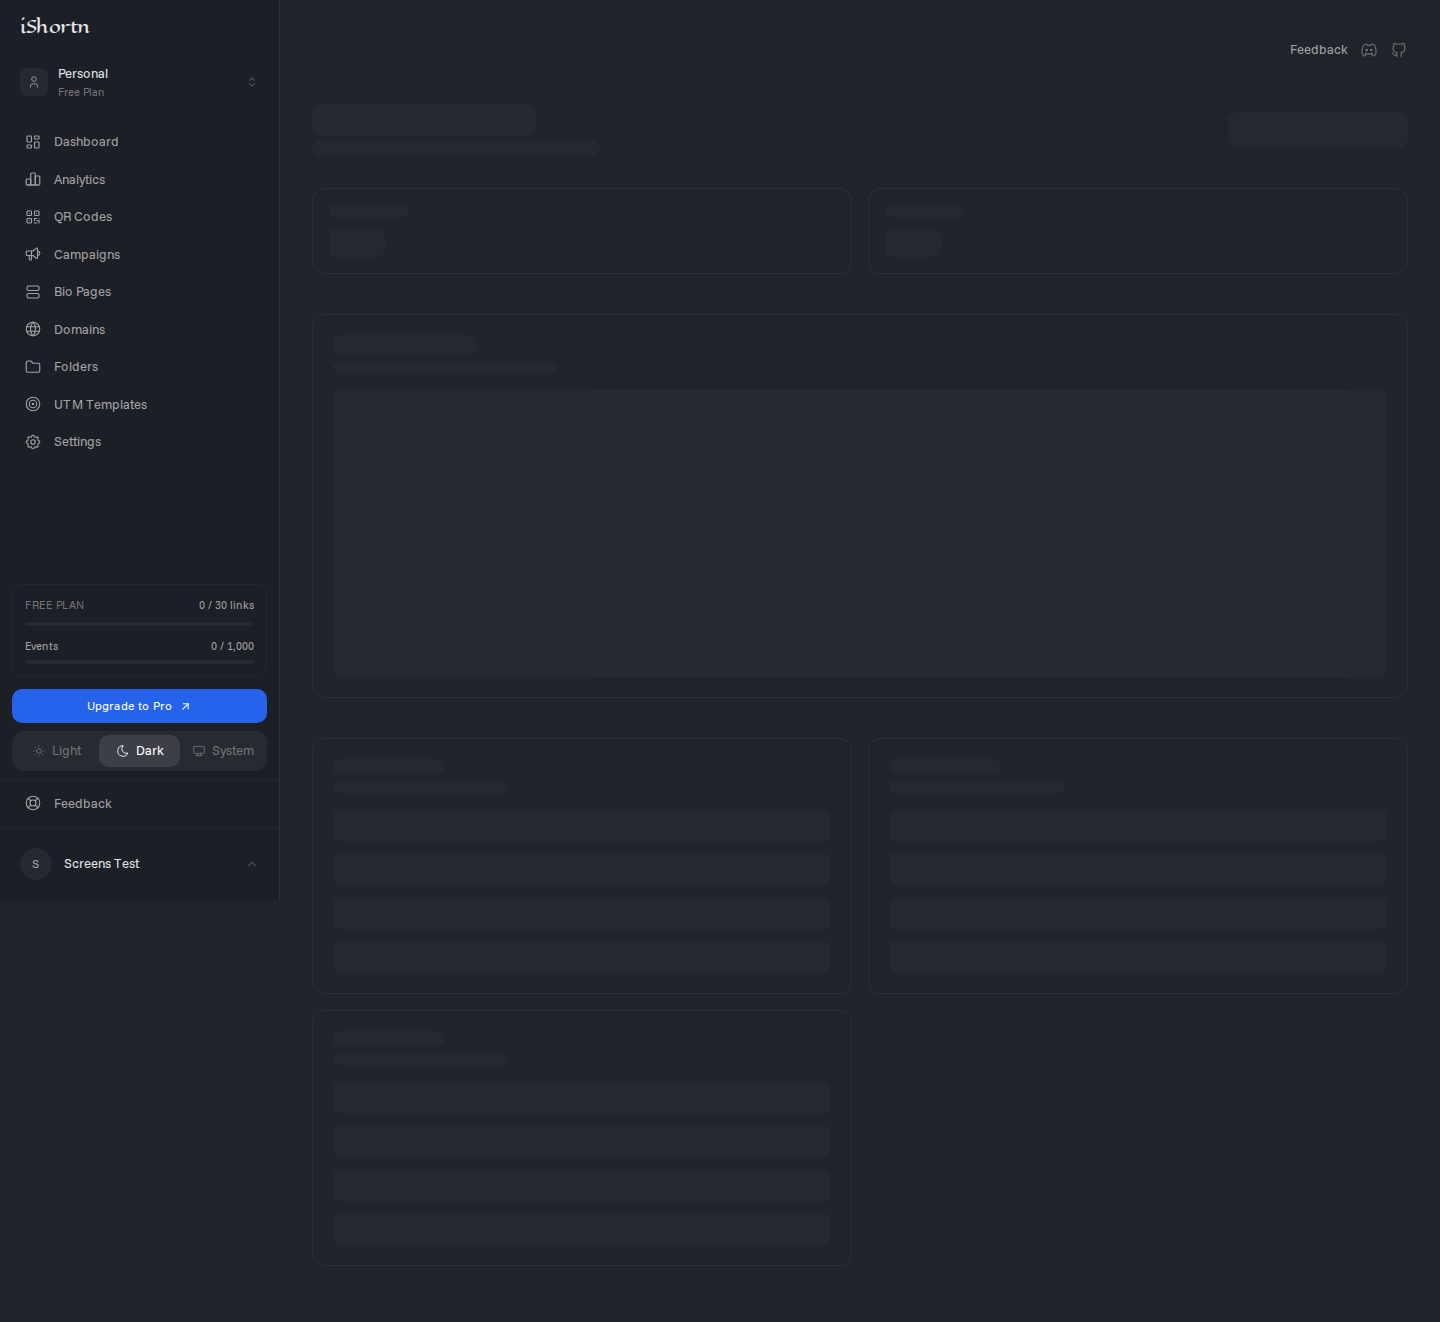 iShortn
Personal
Free Plan
Dashboard
Analytics
QR Codes
Campaigns
Bio Pages
Domains
Folders
UTM Templates
Settings
FREE PLAN 0 / 30 links
Events 0 / 1,000
Upgrade to Pro
Light Dark System
Feedback
S Screens Test
Feedback